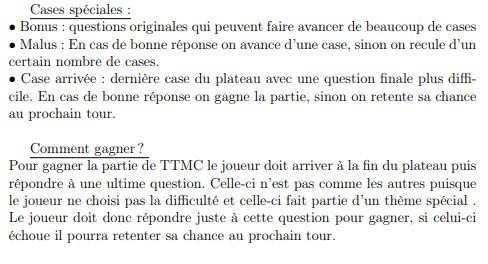 Cases spéciales :
• Bonus : questions originales qui peuvent faire avancer de beaucoup de cases
• Malus : En cas de bonne réponse on avance d'une case, sinon on recule d'un
certain nombre de cases.
• Case arrivée : dernière case du plateau avec une question finale plus diffi-
cile. En cas de bonne réponse on gagne la partie, sinon on retente sa chance
au prochain tour.
Comment gagner ?
Pour gagner la partie de TTMC le joueur doit arriver à la fin du plateau puis
répondre à une ultime question. Celle-ci n'est pas comme les autres puisque
le joueur ne choisi pas la difficulté et celle-ci fait partie d'un thème spécial .
Le joueur doit donc répondre juste à cette question pour gagner, si celui-ci
échoue il pourra retenter sa chance au prochain tour.